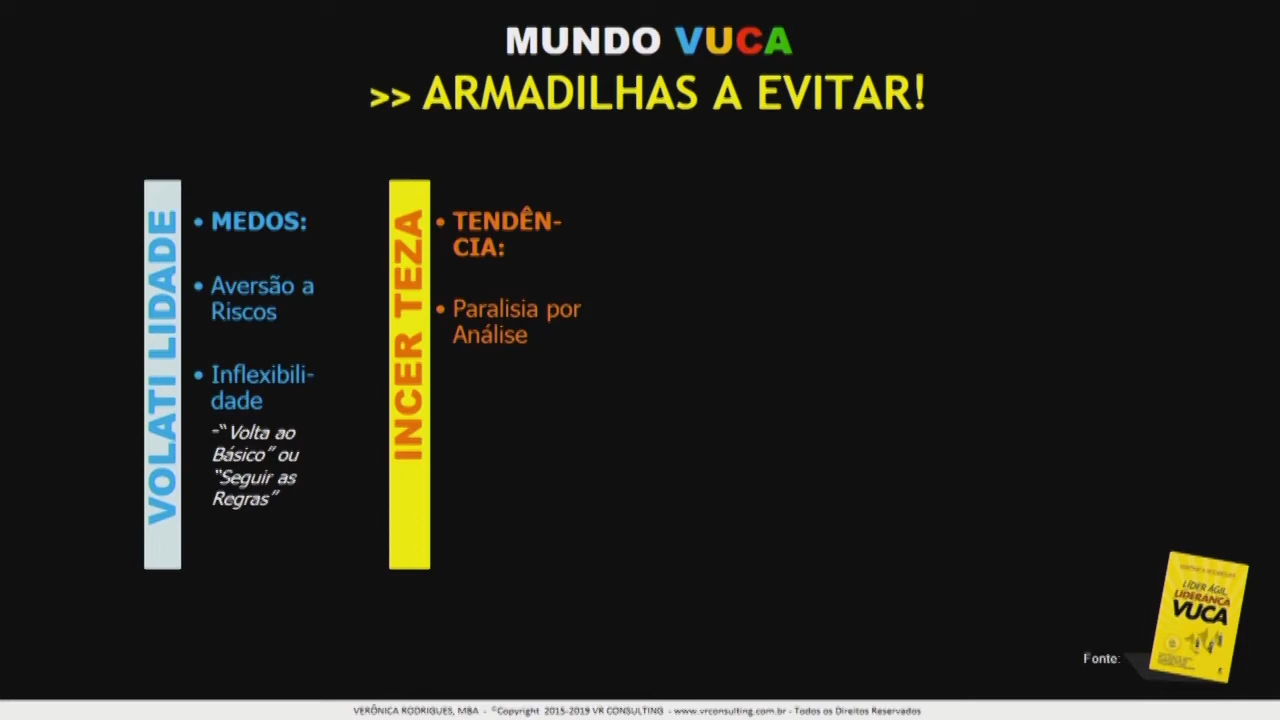 MUNDO VUCA
>> ARMADILHAS A EVITAR!
VOLATI LIDADE
• MEDOS:
• Aversão a
Riscos
• Inflexibili-
dade
-“Volta ao
Básico” ou
“Seguir as
Regras”
INCER TEZA
• TENDÊN-
CIA:
• Paralisia por
Análise
LÍDER ÁGIL,
LIDERANÇA
VUCA
Fonte:
VERÔNICA RODRIGUES, MBA - ©Copyright 2015-2019 VR CONSULTING - www.vrconsulting.com.br - Todos os Direitos Reservados